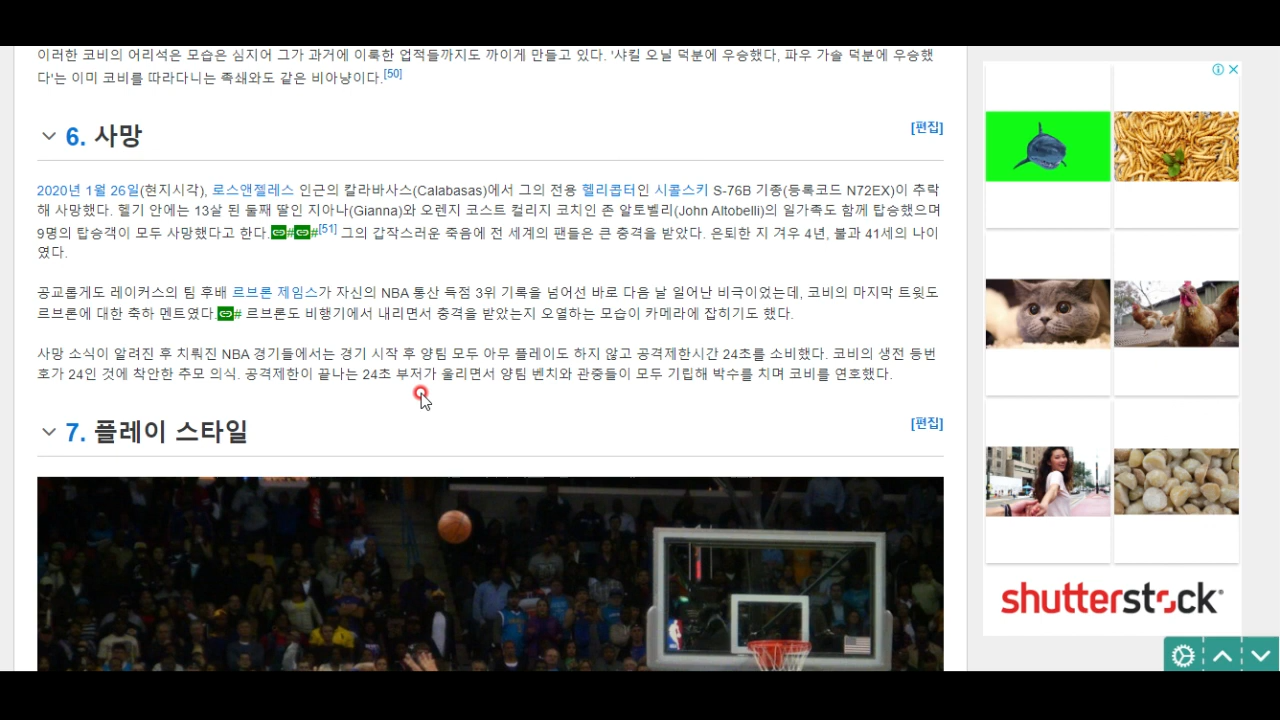 이러한 코비의 어리석은 모습은 심지어 그가 과거에 이룩한 업적들까지도 까이게 만들고 있다. '샤킬 오닐 덕분에 우승했다, 파우 가솔 덕분에 우승했
다'는 이미 코비를 따라다니는 족쇄와도 같은 비아냥이다.[50]
6. 사망
[편집]
2020년 1월 26일(현지시각), 로스앤젤레스 인근의 칼라바사스(Calabasas)에서 그의 전용 헬리콥터인 시콜스키 S-76B 기종(등록코드 N72EX)이 추락
해 사망했다. 헬기 안에는 13살 된 둘째 딸인 지아나(Gianna)와 오렌지 코스트 컬리지 코치인 존 알토벨리(John Altobelli)의 일가족도 함께 탑승했으며
9명의 탑승객이 모두 사망했다고 한다.##[51] 그의 갑작스러운 죽음에 전 세계의 팬들은 큰 충격을 받았다. 은퇴한 지 겨우 4년, 불과 41세의 나이
였다.
공교롭게도 레이커스의 팀 후배 르브론 제임스가 자신의 NBA 통산 득점 3위 기록을 넘어선 바로 다음 날 일어난 비극이었는데, 코비의 마지막 트윗도
르브론에 대한 축하 멘트였다.# 르브론도 비행기에서 내리면서 충격을 받았는지 오열하는 모습이 카메라에 잡히기도 했다.
사망 소식이 알려진 후 치뤄진 NBA 경기들에서는 경기 시작 후 양팀 모두 아무 플레이도 하지 않고 공격제한시간 24초를 소비했다. 코비의 생전 등번
호가 24인 것에 착안한 추모 의식. 공격제한이 끝나는 24초 부저가 울리면서 양팀 벤치와 관중들이 모두 기립해 박수를 치며 코비를 연호했다.
7. 플레이 스타일
[편집]
shutterstock